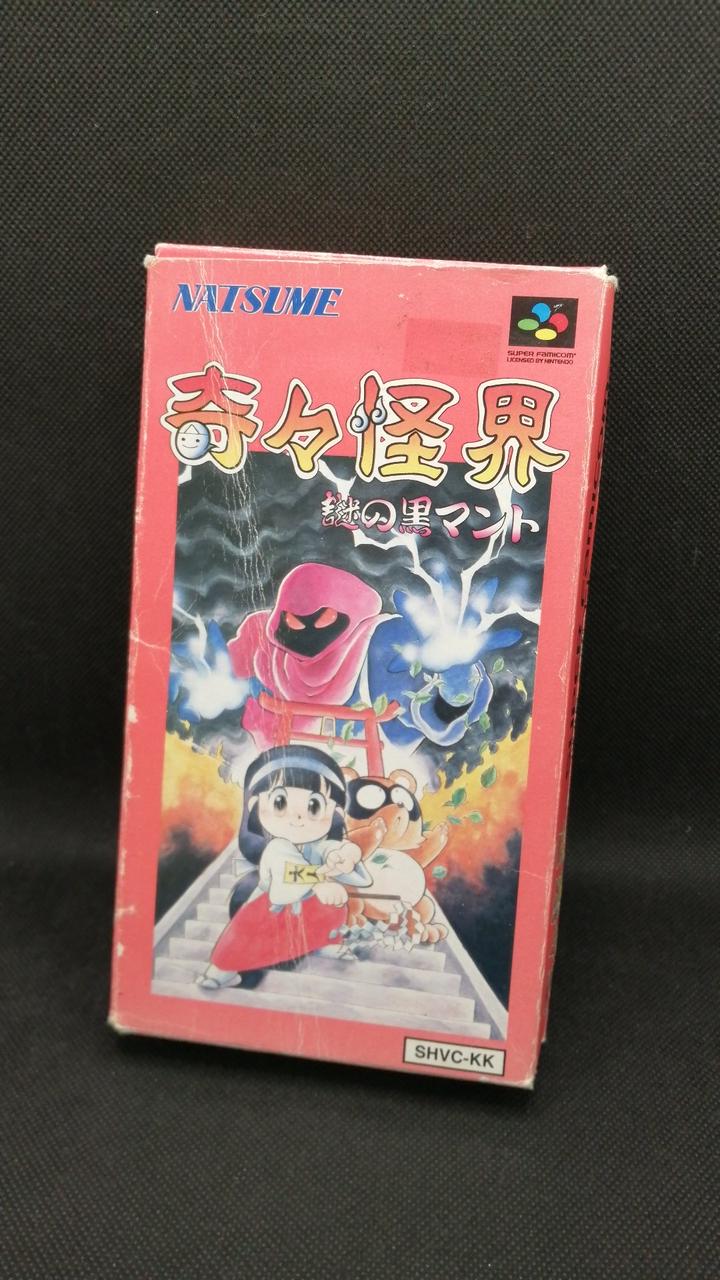 NATSUME
SUPER FAMICOM
LICENSED BY NINTENDO
奇々怪界
謎の黒マント
SHVC-KK